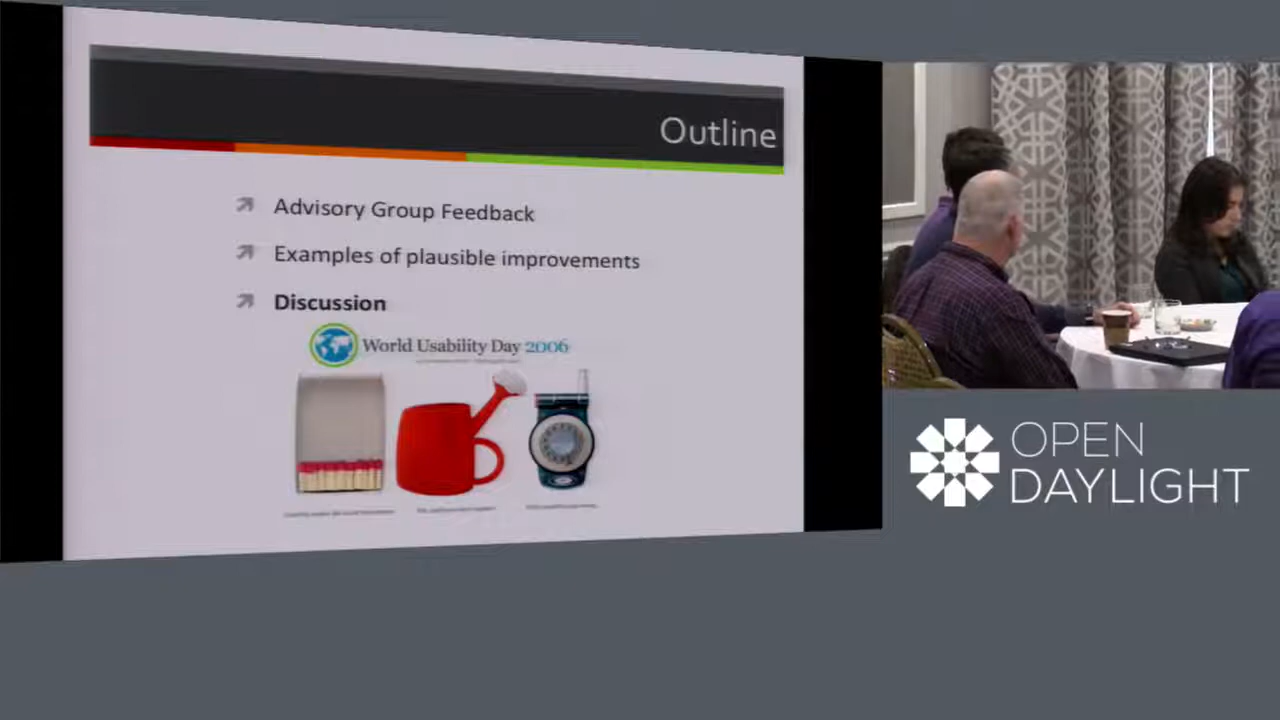 Outline
Advisory Group Feedback
Examples of plausible improvements
Discussion
World Usability Day 2006
OPEN
DAYLIGHT